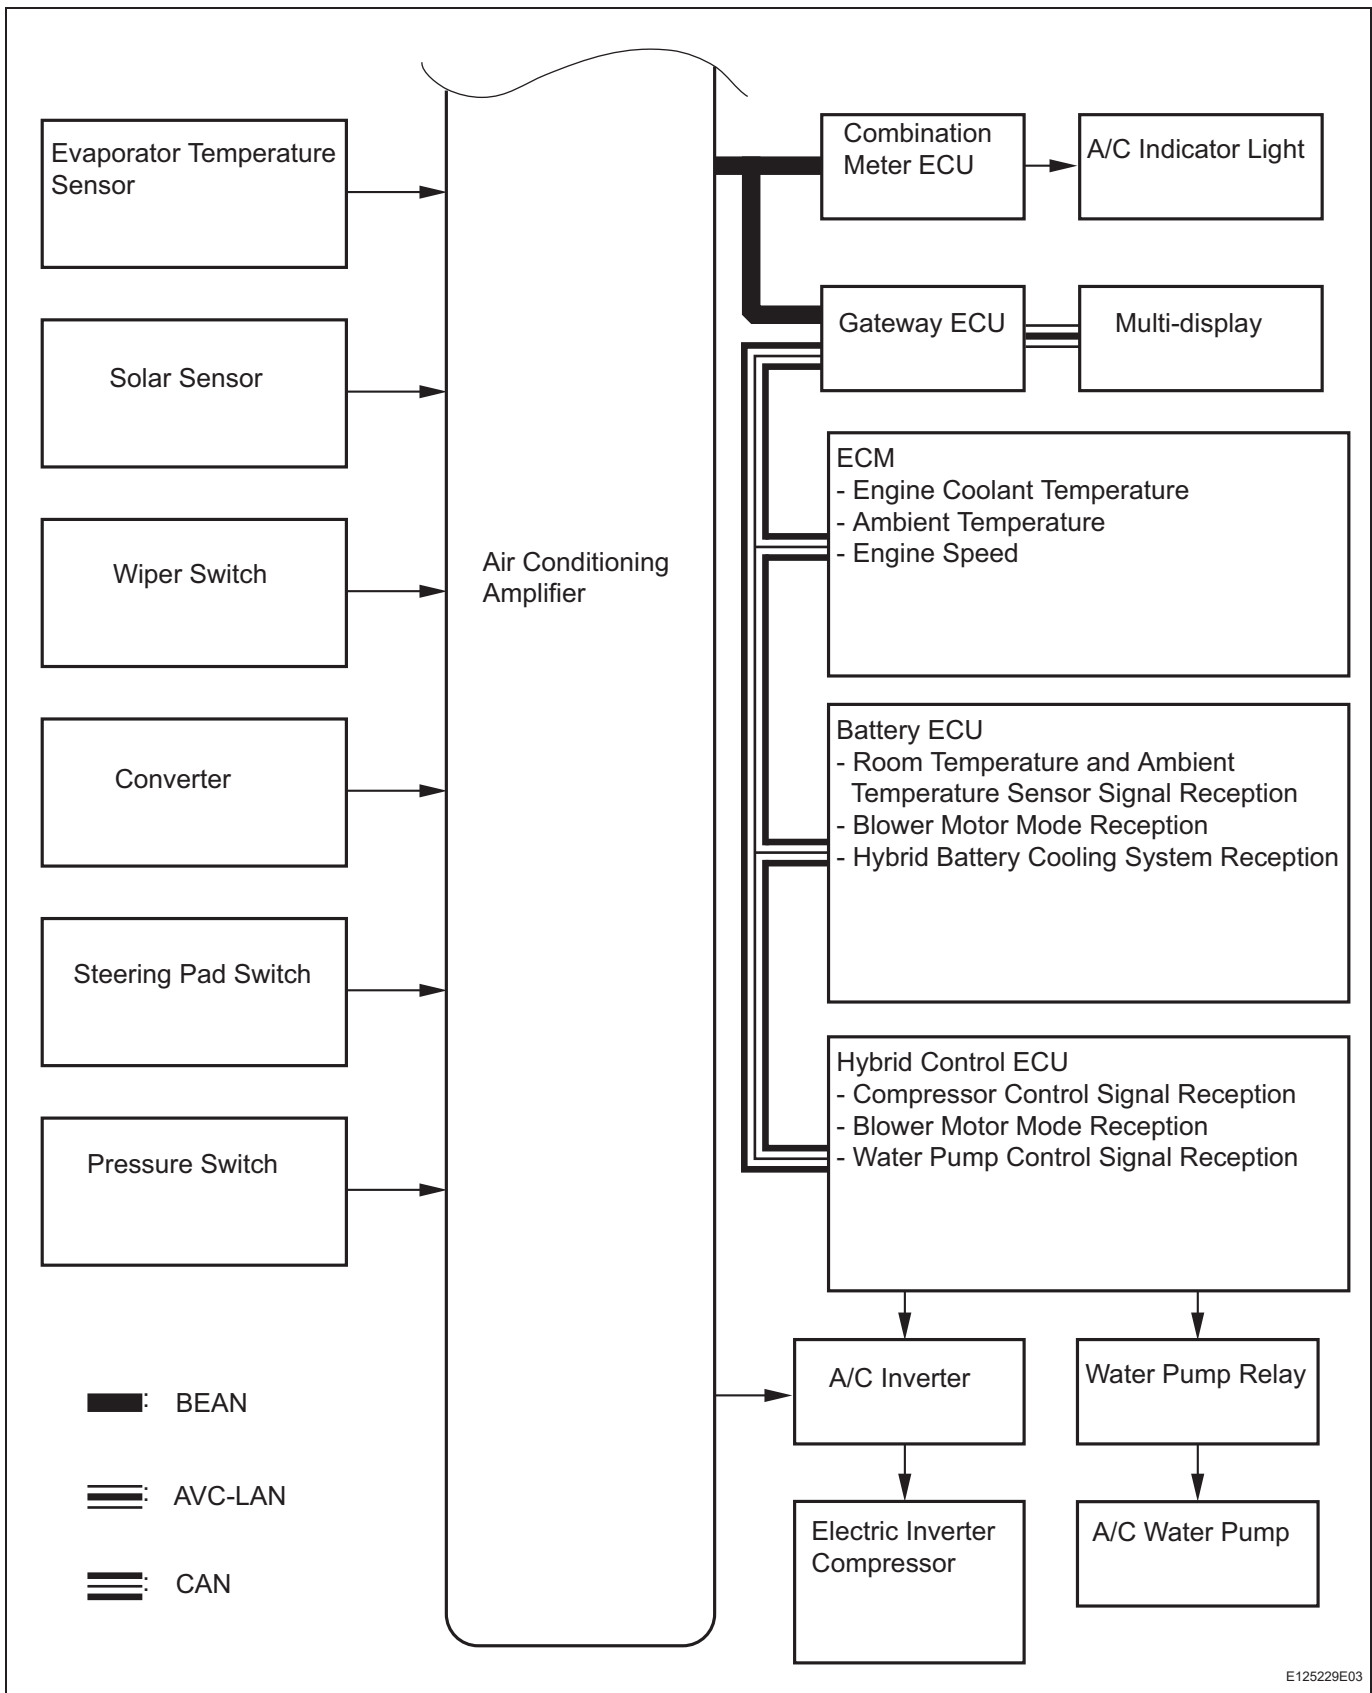 Evaporator Temperature
Sensor
Solar Sensor
Wiper Switch
Converter
Steering Pad Switch
Pressure Switch
Air Conditioning
Amplifier
Combination
Meter ECU
A/C Indicator Light
Gateway ECU
Multi-display
ECM
- Engine Coolant Temperature
- Ambient Temperature
- Engine Speed
Battery ECU
- Room Temperature and Ambient
Temperature Sensor Signal Reception
- Blower Motor Mode Reception
- Hybrid Battery Cooling System Reception
Hybrid Control ECU
- Compressor Control Signal Reception
- Blower Motor Mode Reception
- Water Pump Control Signal Reception
A/C Inverter
Water Pump Relay
Electric Inverter
Compressor
A/C Water Pump
: BEAN
: AVC-LAN
: CAN
E125229E03